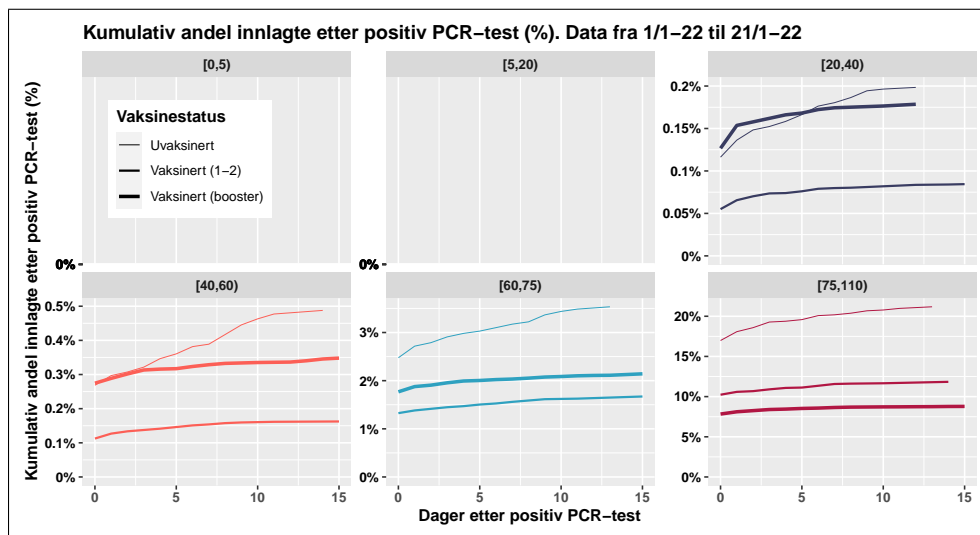 Kumulativ andel innlagte etter positiv PCR−test (%). Data fra 1/1−22 til 21/1−22
[0,5)
[5,20)
[20,40)
Vaksinestatus
Uvaksinert
Vaksinert (1−2)
Vaksinert (booster)
0%
0%
0.2%
0.15%
0.1%
0.05%
0%
[40,60)
[60,75)
[75,110)
0.5%
0.4%
0.3%
0.2%
0.1%
0%
3%
2%
1%
0%
20%
15%
10%
5%
0%
0 5 10 15
0 5 10 15
0 5 10 15
Dager etter positiv PCR−test
Kumulativ andel innlagte etter positiv PCR−test (%)